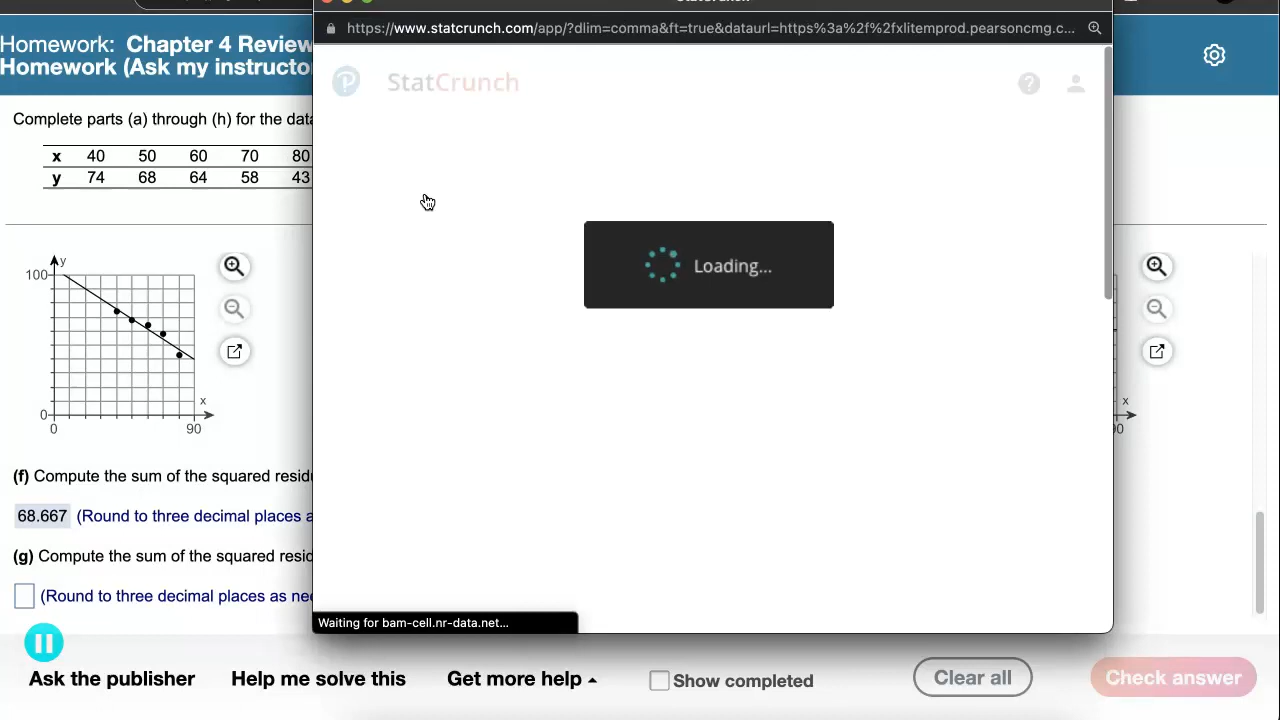 StatCrunch
https://www.statcrunch.com/app/?dlim=comma&ft=true&dataurl=https%3a%2f%2fxlitemprod.pearsoncmg.c...
Homework: Chapter 4 Review
Homework (Ask my instructo
StatCrunch
Complete parts (a) through (h) for the data
x 40 50 60 70 80
y 74 68 64 58 43
Loading...
y
100
x
0
0 90
x
90
(f) Compute the sum of the squared resid
68.667 (Round to three decimal places a
(g) Compute the sum of the squared resid
(Round to three decimal places as nee
Waiting for bam-cell.nr-data.net...
Ask the publisher Help me solve this Get more help Show completed Clear all Check answer